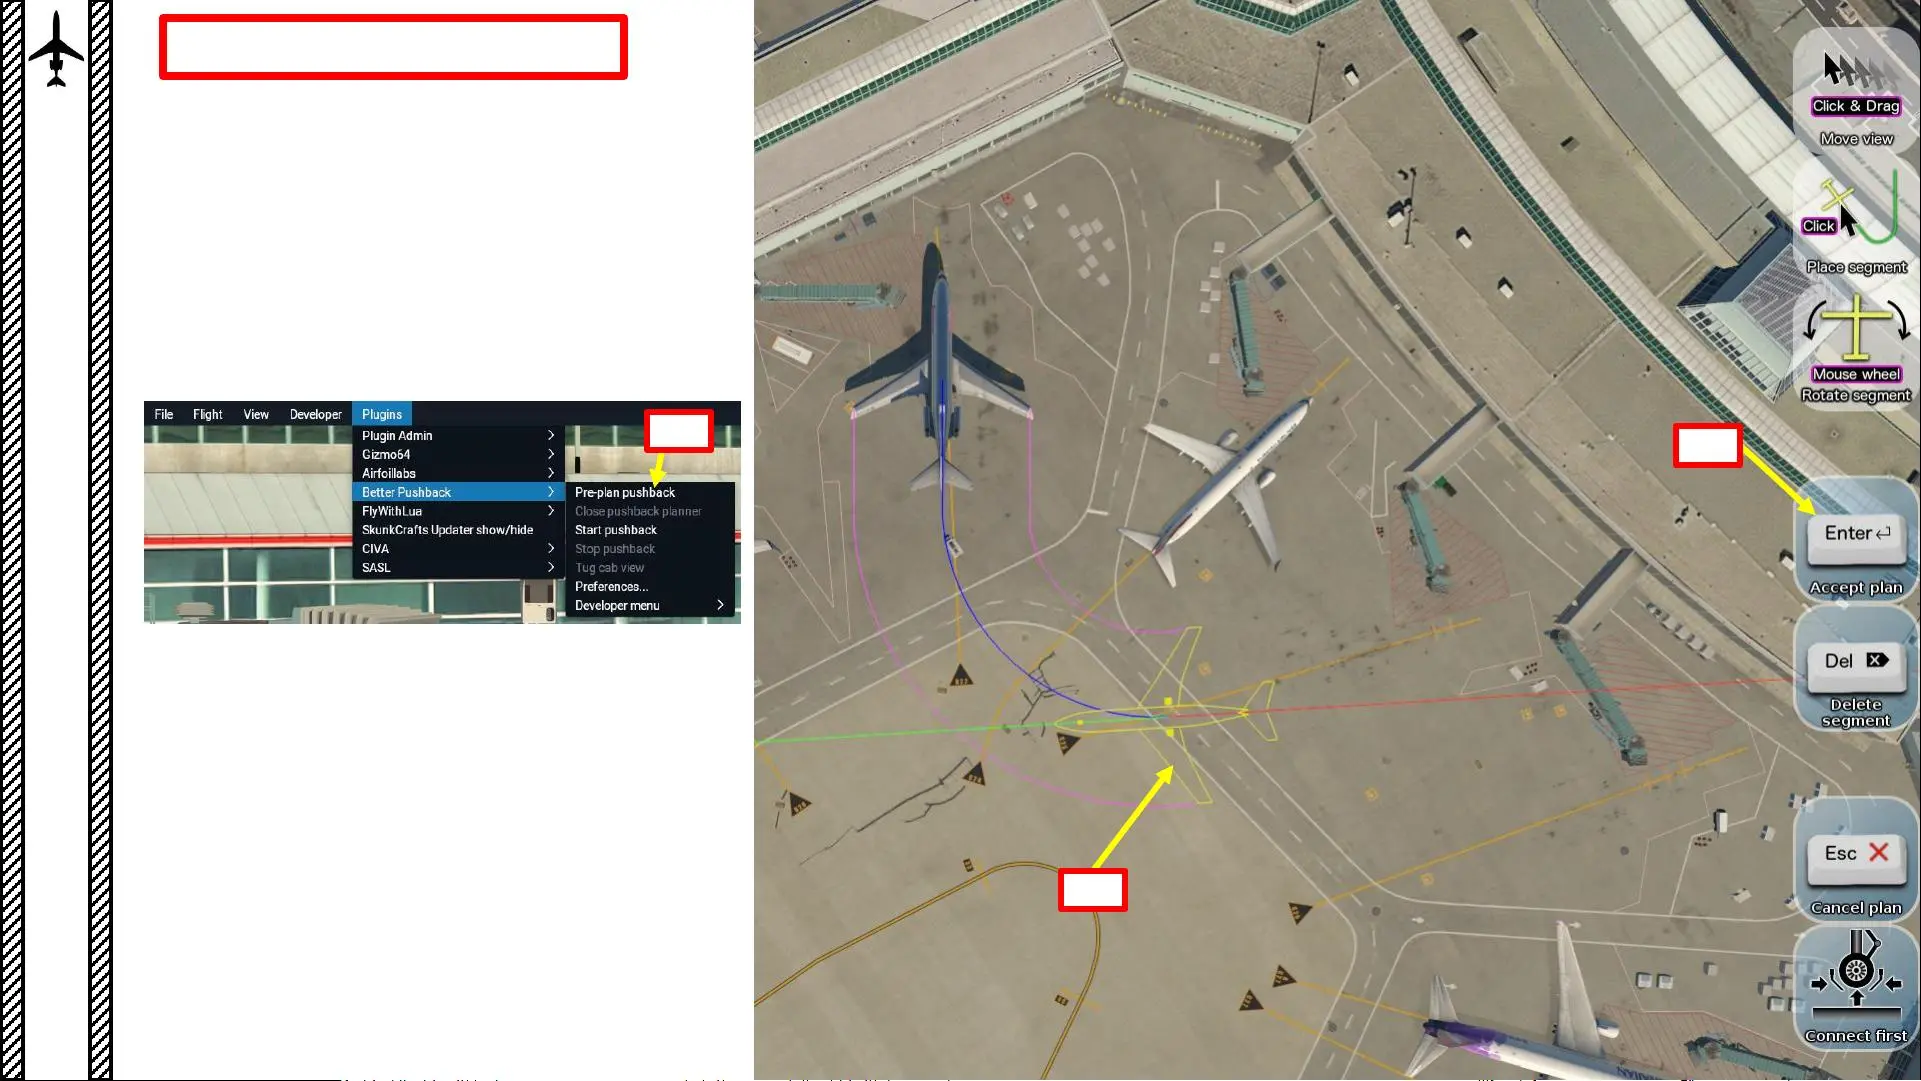 File Flight View Developer Plugins
Plugin Admin
Gizmo64
Airfoillabs
Better Pushback
FlyWithLua
SkunkCrafts Updater show/hide
CIVA
SASL
Pre-plan pushback
Close pushback planner
Start pushback
Stop pushback
Tug cab view
Preferences...
Developer menu
Click & Drag
Move view
Click
Place segment
Mouse wheel
Rotate segment
Enter
Accept plan
Del
Delete
segment
Esc
Cancel plan
Connect first